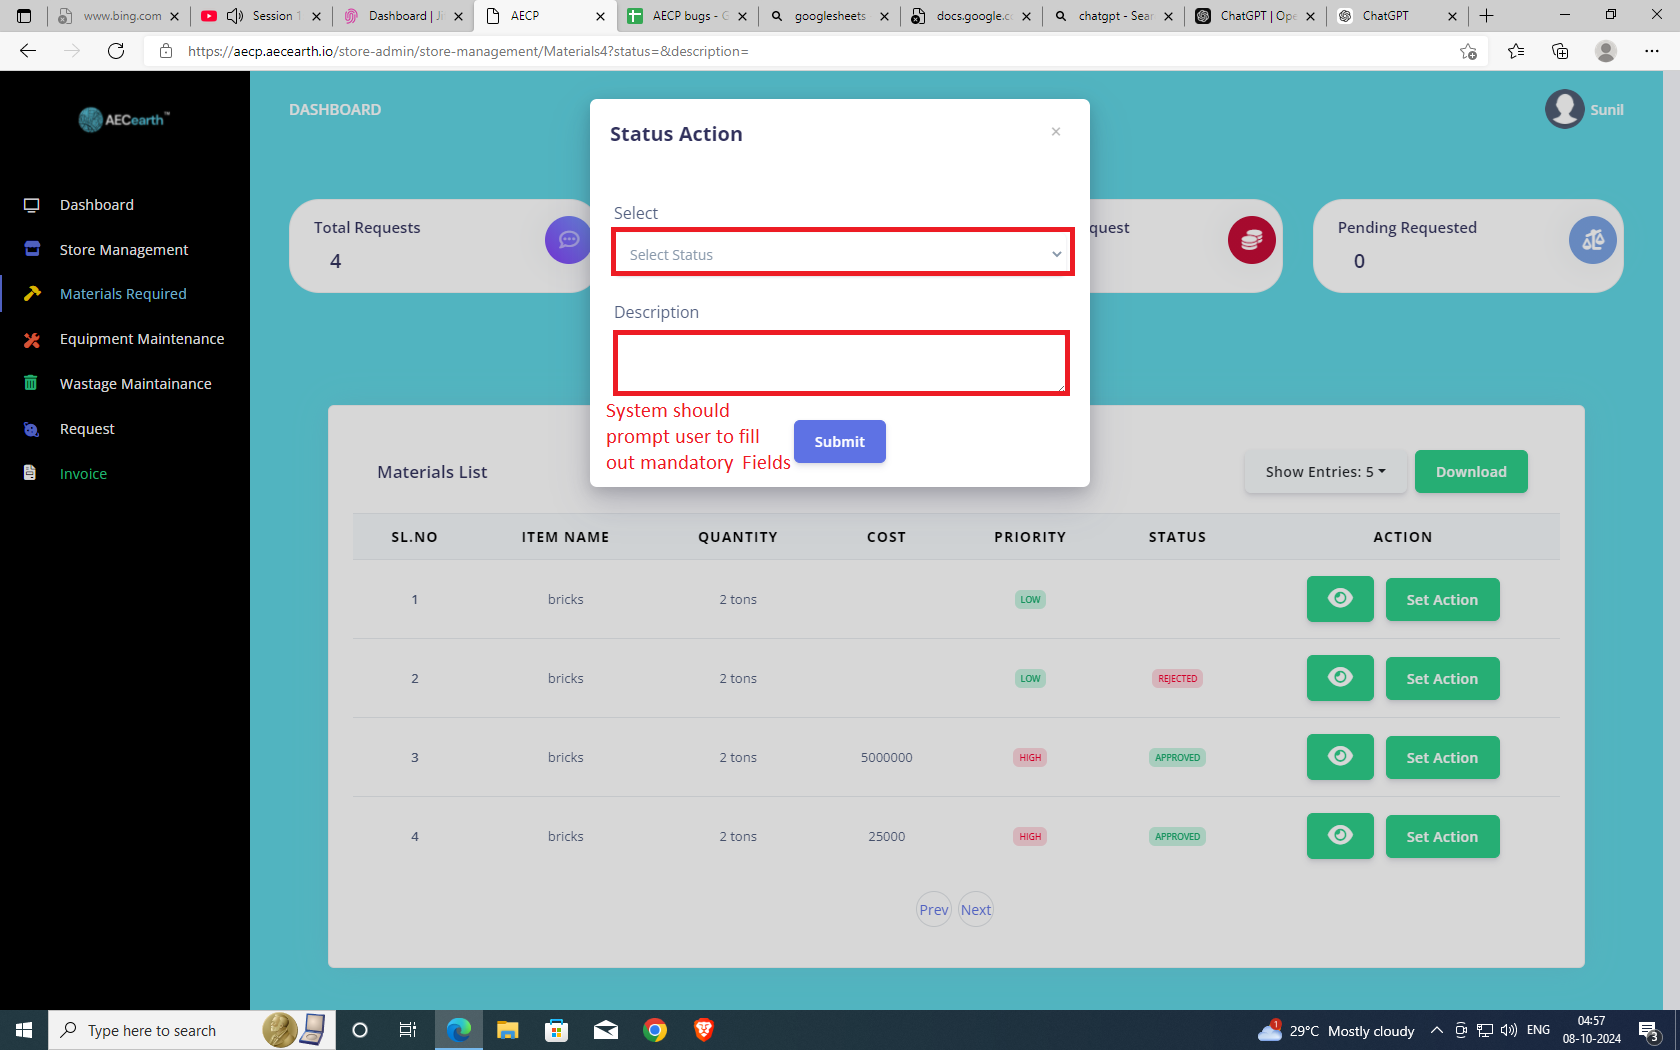 www.bing.com
Session 1
Dashboard | Ji
AECP
AECP bugs - G
googlesheets
docs.google.c
chatgpt - Sear
ChatGPT | Ope
ChatGPT
https://aecp.aecearth.io/store-admin/store-management/Materials4?status=&description=
AECearth™
DASHBOARD
Sunil
Dashboard
Store Management
Materials Required
Equipment Maintenance
Wastage Maintainance
Request
Invoice
Total Requests
4
quest
Pending Requested
0
Status Action
×
Select
Select Status
Description
System should
prompt user to fill
out mandatory Fields
Submit
Materials List
Show Entries: 5
Download
SL.NO ITEM NAME QUANTITY COST PRIORITY STATUS ACTION
1 bricks 2 tons LOW Set Action
2 bricks 2 tons LOW REJECTED Set Action
3 bricks 2 tons 5000000 HIGH APPROVED Set Action
4 bricks 2 tons 25000 HIGH APPROVED Set Action
Prev Next
Type here to search
1
29°C Mostly cloudy
ENG
04:57
08-10-2024
3